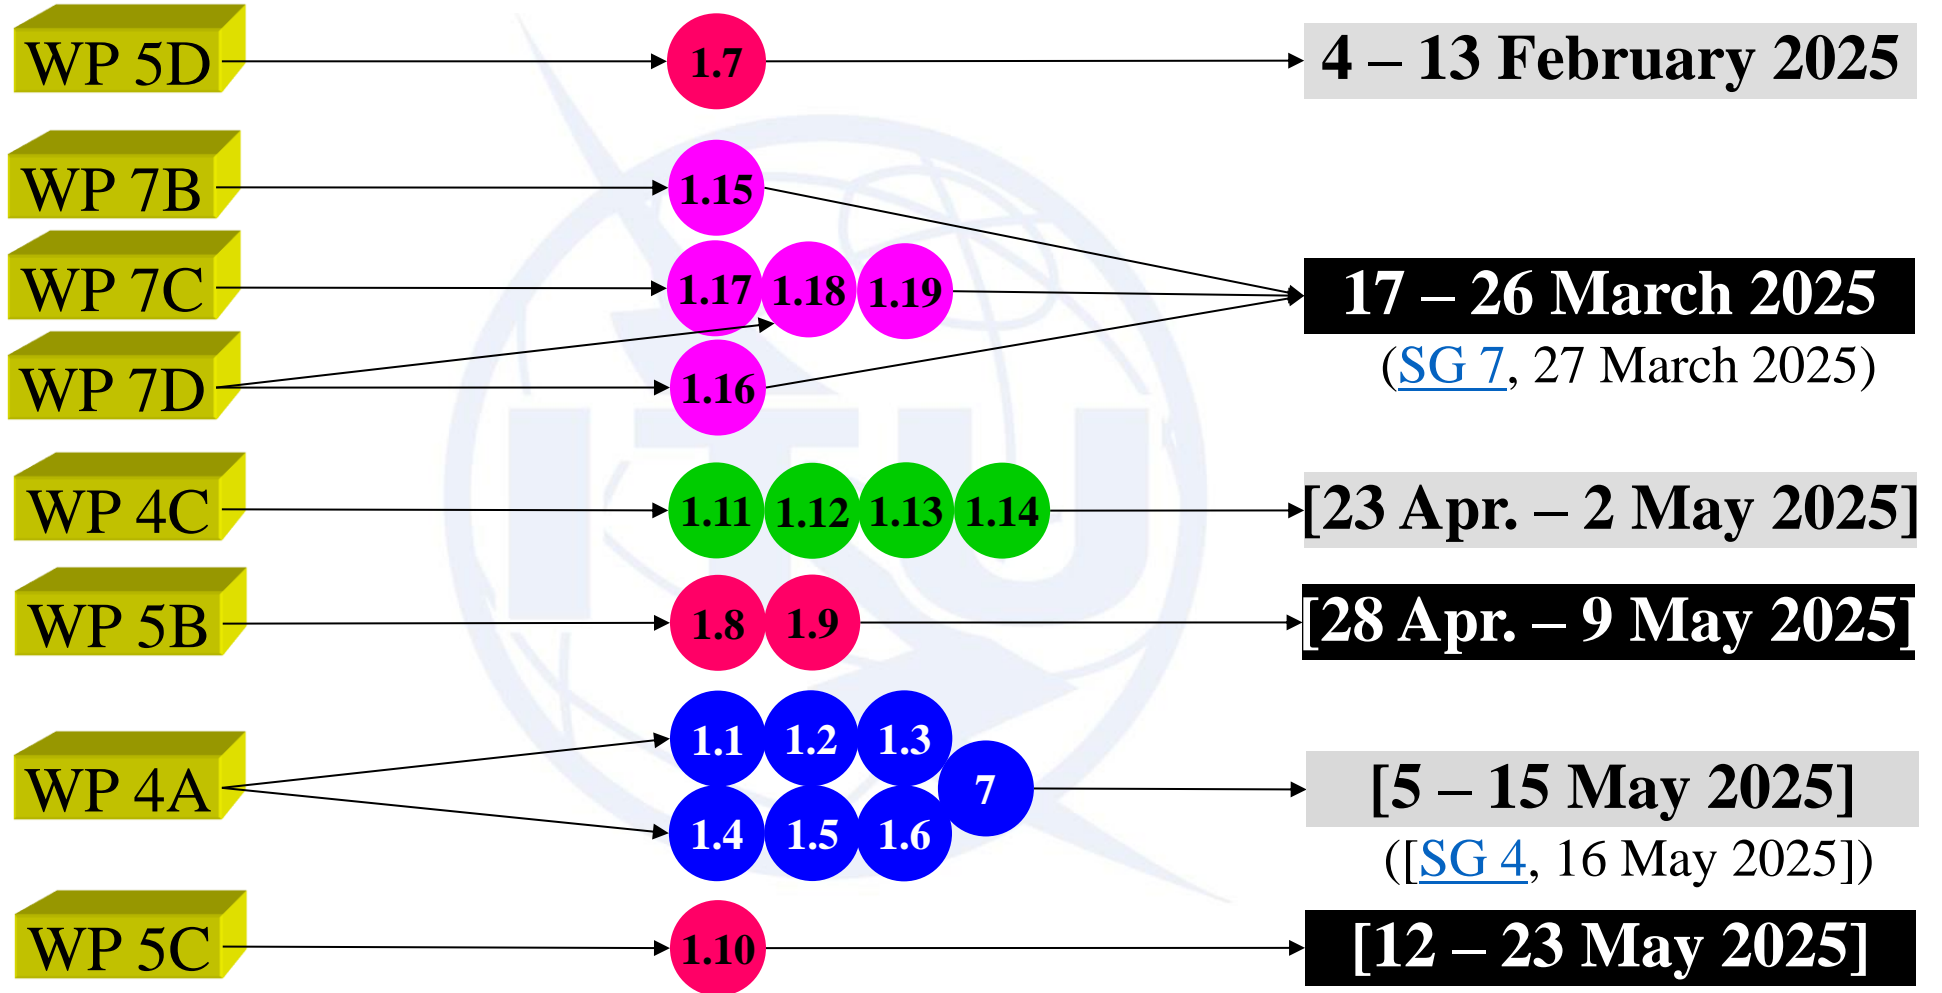 WP 5D
1.7
4 – 13 February 2025
WP 7B
1.15
WP 7C
1.17 1.18 1.19
17 – 26 March 2025
(SG 7, 27 March 2025)
WP 7D
1.16
ITU
WP 4C
1.11 1.12 1.13 1.14
[23 Apr. – 2 May 2025]
WP 5B
1.8 1.9
[28 Apr. – 9 May 2025]
WP 4A
1.1 1.2 1.3
7
1.4 1.5 1.6
[5 – 15 May 2025]
([SG 4, 16 May 2025])
WP 5C
1.10
[12 – 23 May 2025]